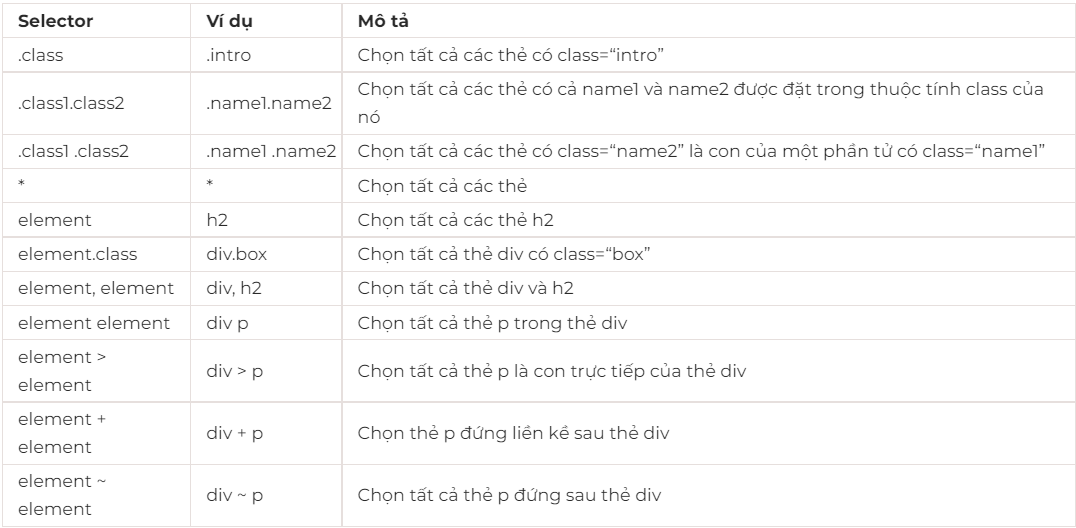 Selector Ví dụ Mô tả
.class .intro Chọn tất cả các thẻ có class=“intro”
.class1.class2 .name1.name2 Chọn tất cả các thẻ có cả name1 và name2 được đặt trong thuộc tính class của
nó
.class1 .class2 .name1 .name2 Chọn tất cả các thẻ có class=“name2” là con của một phần tử có class=“name1”
* * Chọn tất cả các thẻ
element h2 Chọn tất cả các thẻ h2
element.class div.box Chọn tất cả thẻ div có class=“box”
element, element div, h2 Chọn tất cả thẻ div và h2
element element div p Chọn tất cả thẻ p trong thẻ div
element >
element div > p Chọn tất cả thẻ p là con trực tiếp của thẻ div
element +
element div + p Chọn thẻ p đứng liền kề sau thẻ div
element ~
element div ~ p Chọn tất cả thẻ p đứng sau thẻ div